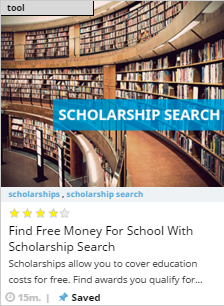 tool
SCHOLARSHIP SEARCH
scholarships , scholarship search
Find Free Money For School With
Scholarship Search
Scholarships allow you to cover education
costs for free. Find awards you qualify for...
15m. | Saved